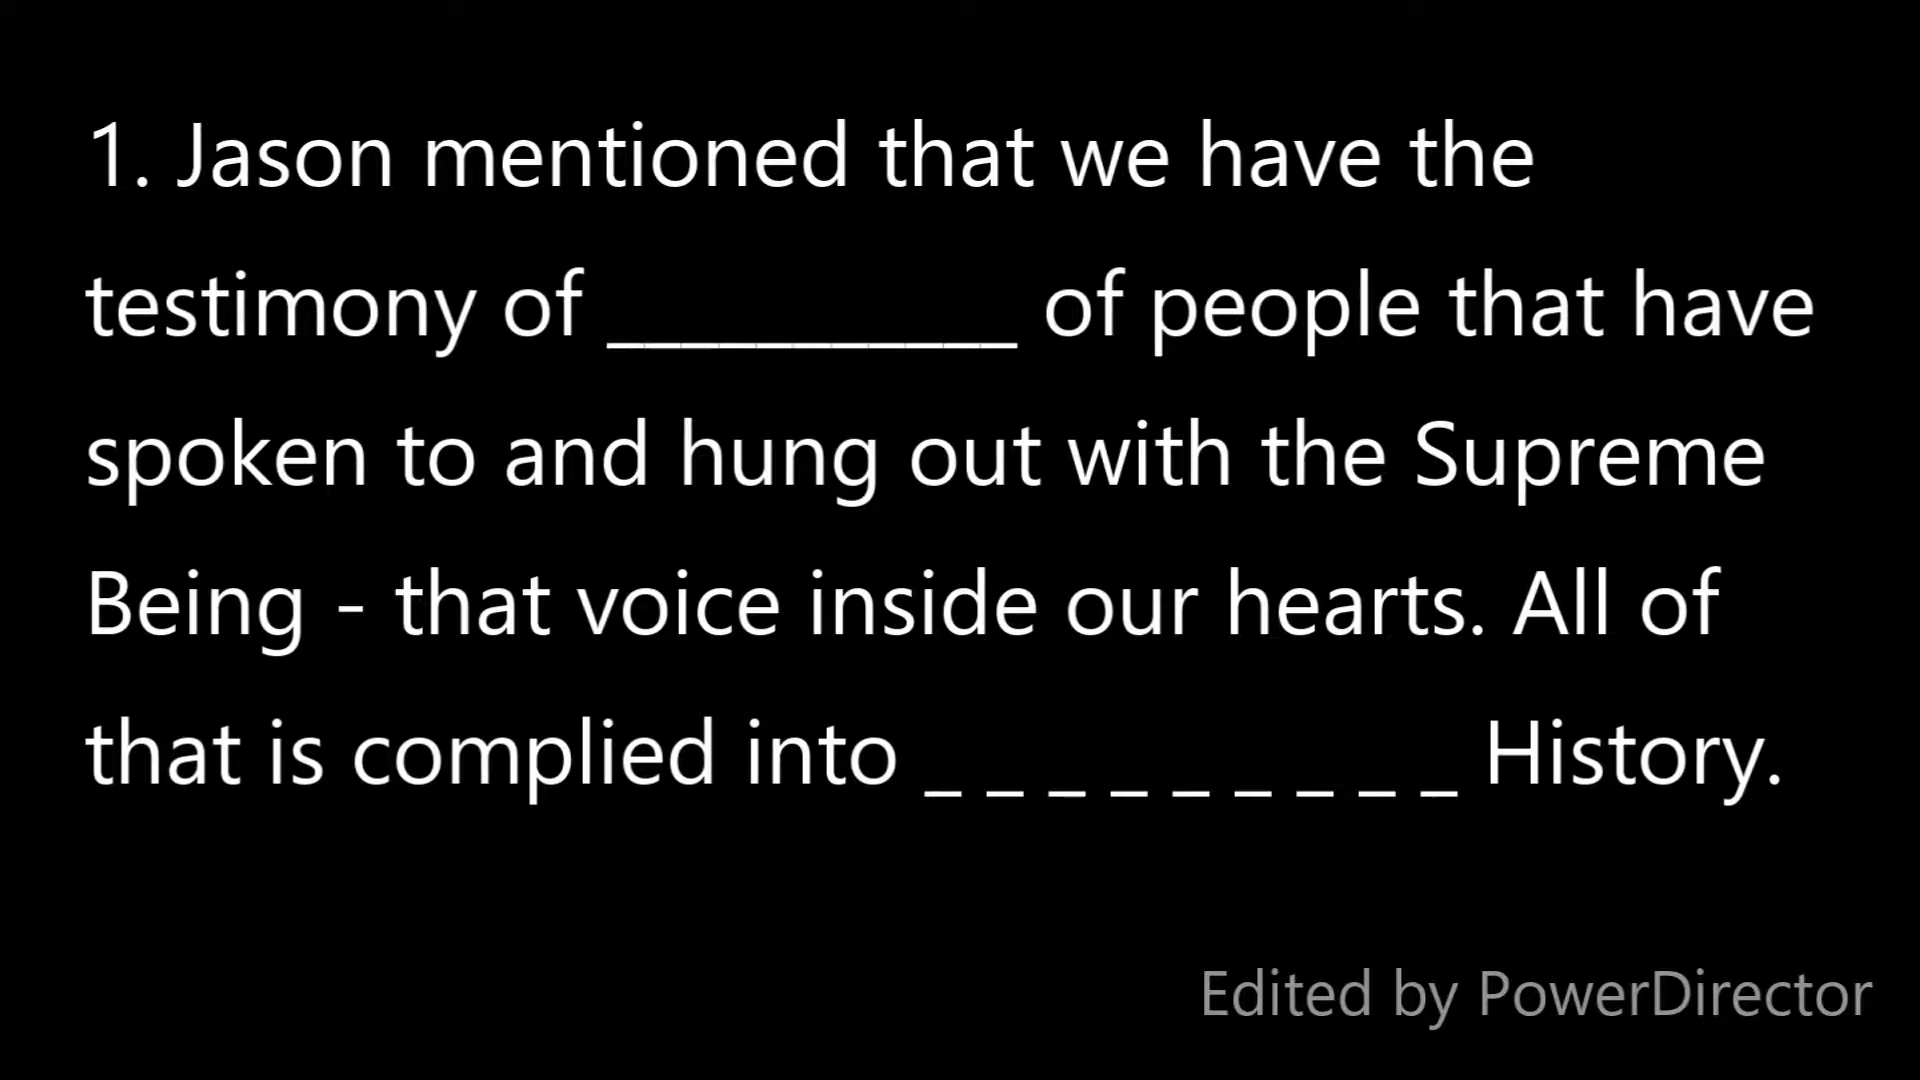 1. Jason mentioned that we have the
testimony of ___________ of people that have
spoken to and hung out with the Supreme
Being - that voice inside our hearts. All of
that is complied into _ _ _ _ _ _ _ _ _ History.
Edited by PowerDirector